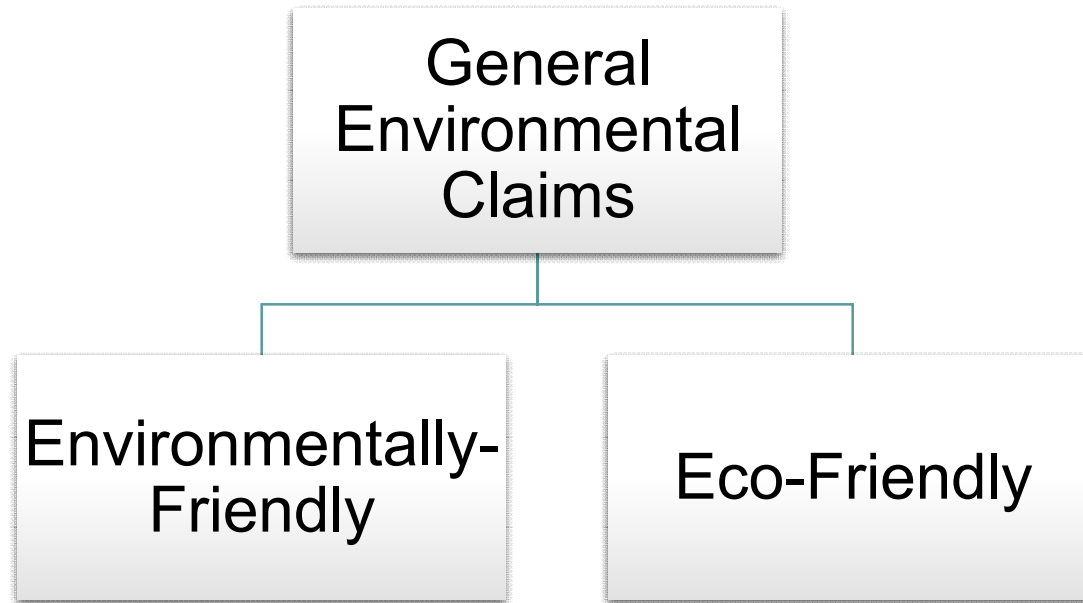 General
Environmental
Claims
Environmentally-
Friendly
Eco-Friendly